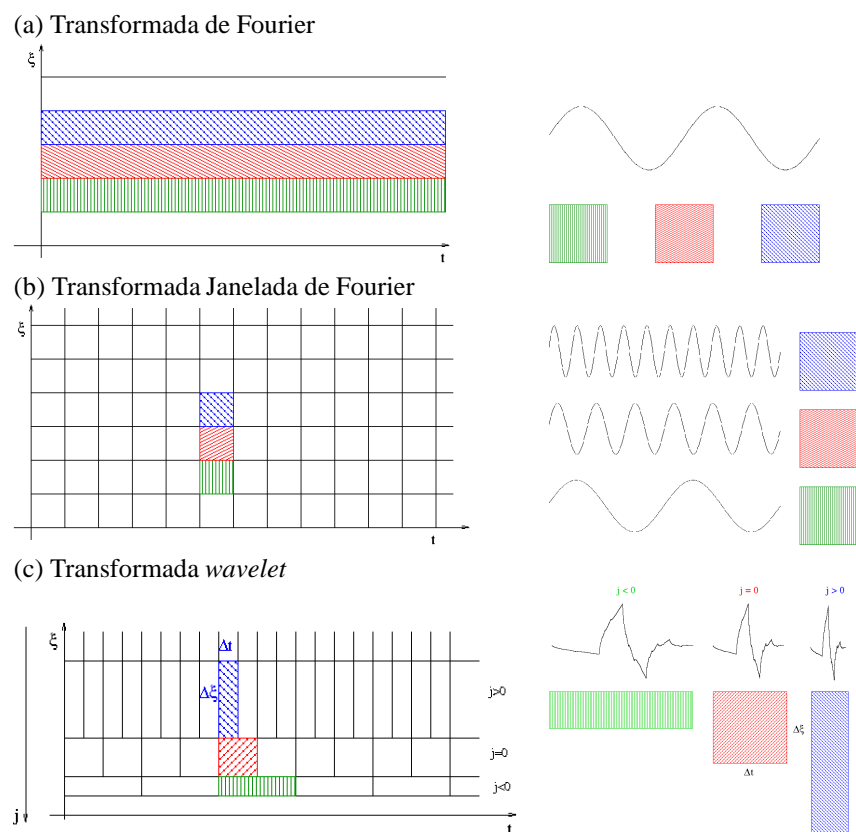 (a) Transformada de Fourier
ξ
t
(b) Transformada Janelada de Fourier
ξ
t
(c) Transformada wavelet
j < 0 j = 0 j > 0
ξ
Δt
Δξ
j>0
j=0
j<0
j
t
Δξ
Δt